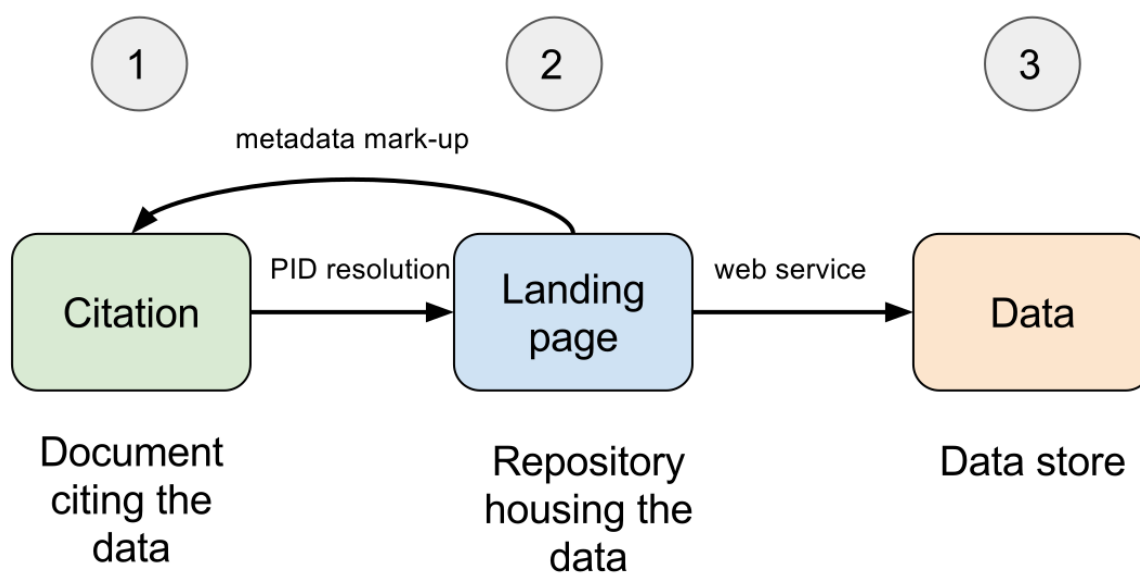 1
2
3
metadata mark-up
PID resolution
web service
Citation
Landing
page
Data
Document
citing the
data
Repository
housing the
data
Data store